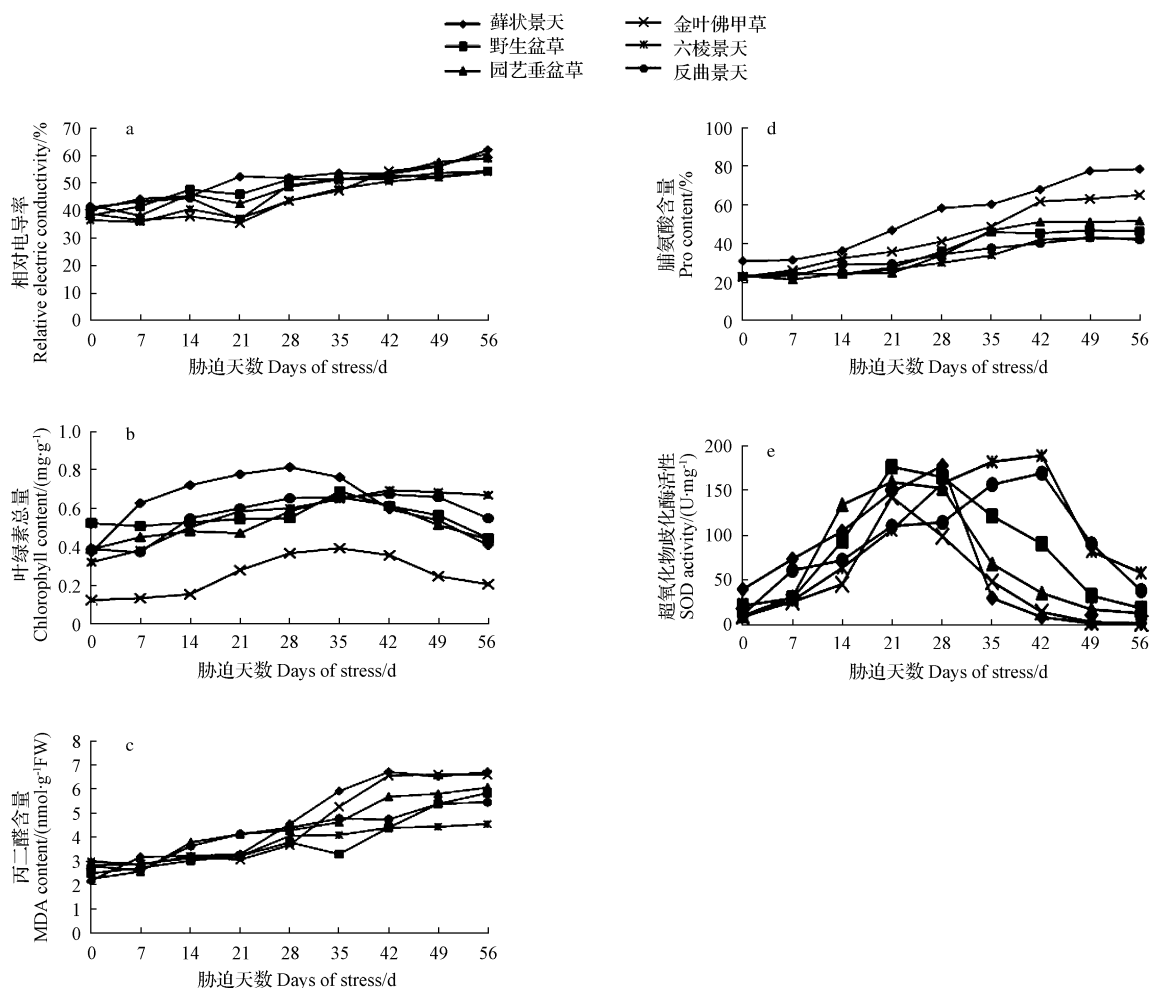 藓状景天
野生盆草
园艺垂盆草
金叶佛甲草
六棱景天
反曲景天
a
相对电导率
Relative electric conductivity/%
70
60
50
40
30
20
10
0
0 7 14 21 28 35 42 49 56
胁迫天数 Days of stress/d
d
脯氨酸含量
Pro content/%
100
80
60
40
20
0
0 7 14 21 28 35 42 49 56
胁迫天数 Days of stress/d
b
叶绿素总量
Chlorophyll content/(mg·g⁻¹)
1.0
0.8
0.6
0.4
0.2
0
0 7 14 21 28 35 42 49 56
胁迫天数 Days of stress/d
e
超氧化物歧化酶活性
SOD activity/(U·mg⁻¹)
200
150
100
50
0
0 7 14 21 28 35 42 49 56
胁迫天数 Days of stress/d
c
丙二醛含量
MDA content/(nmol·g⁻¹FW)
8
7
6
5
4
3
2
1
0
0 7 14 21 28 35 42 49 56
胁迫天数 Days of stress/d